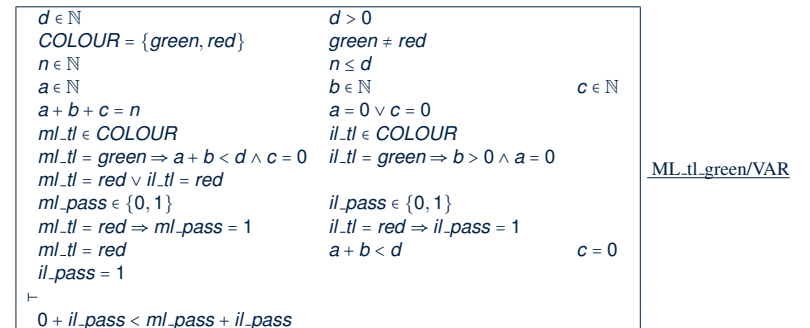 d ∈ ℕ d > 0
COLOUR = {green, red} green ≠ red
n ∈ ℕ n ≤ d
a ∈ ℕ b ∈ ℕ c ∈ ℕ
a + b + c = n a = 0 ∨ c = 0
ml_tl ∈ COLOUR il_tl ∈ COLOUR
ml_tl = green ⇒ a + b < d ∧ c = 0 il_tl = green ⇒ b > 0 ∧ a = 0
ml_tl = red ∨ il_tl = red
ML_tl_green/VAR
ml_pass ∈ {0, 1} il_pass ∈ {0, 1}
ml_tl = red ⇒ ml_pass = 1 il_tl = red ⇒ il_pass = 1
ml_tl = red a + b < d c = 0
il_pass = 1
⊢
0 + il_pass < ml_pass + il_pass